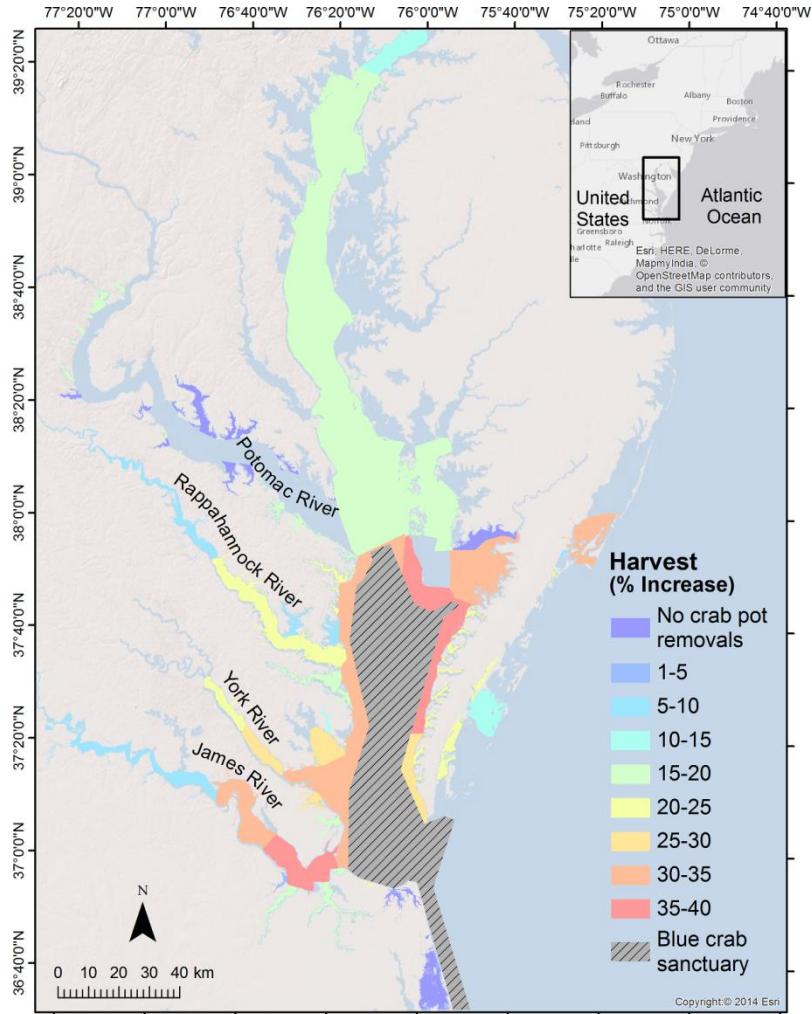 77°20'0"W 77°0'0"W 76°40'0"W 76°20'0"W 76°0'0"W 75°40'0"W 75°20'0"W 75°0'0"W 74°40'0"W
39°20'0"N
39°0'0"N
38°40'0"N
38°20'0"N
38°0'0"N
37°40'0"N
37°20'0"N
37°0'0"N
36°40'0"N
Ottawa
Rochester
Buffalo
Albany
Boston
Providence
eland
New York
Pittsburgh
Washington
United
States
Atlantic
Ocean
Greensboro
Raleigh
harlotte
lle
Esri, HERE, DeLorme,
MapmyIndia, ©
OpenStreetMap contributors,
and the GIS user community
Potomac River
Rappahannock River
York River
James River
Harvest
(% Increase)
No crab pot
removals
1-5
5-10
10-15
15-20
20-25
25-30
30-35
35-40
Blue crab
sanctuary
N
0 10 20 30 40 km
Copyright:© 2014 Esri